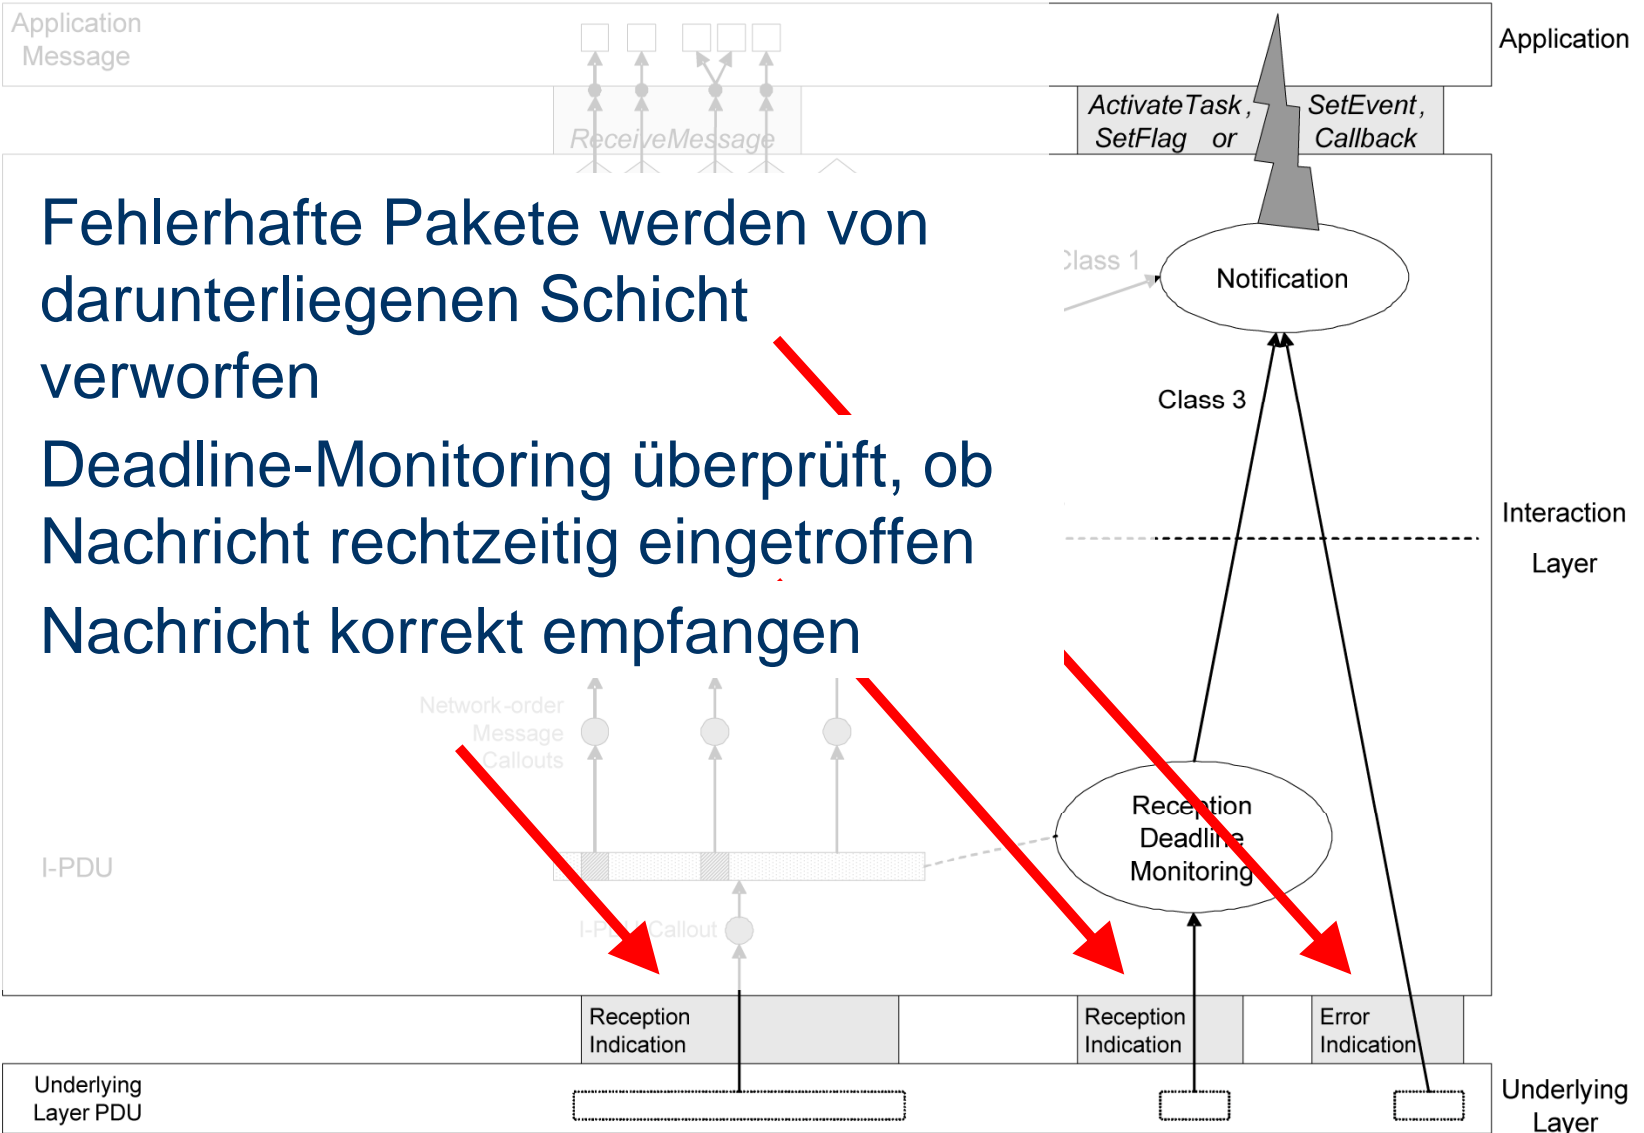 Application
Message
Application
ReceiveMessage
ActivateTask, SetEvent,
SetFlag or Callback
Fehlerhafte Pakete werden von
darunterliegenen Schicht
verworfen
Class 1
Notification
Class 3
Deadline-Monitoring überprüft, ob
Nachricht rechtzeitig eingetroffen
Nachricht korrekt empfangen
Interaction
Layer
Network-order
Message
Callouts
Reception
Deadline
Monitoring
I-PDU
I-PDU Callout
Reception
Indication
Reception
Indication
Error
Indication
Underlying
Layer PDU
Underlying
Layer